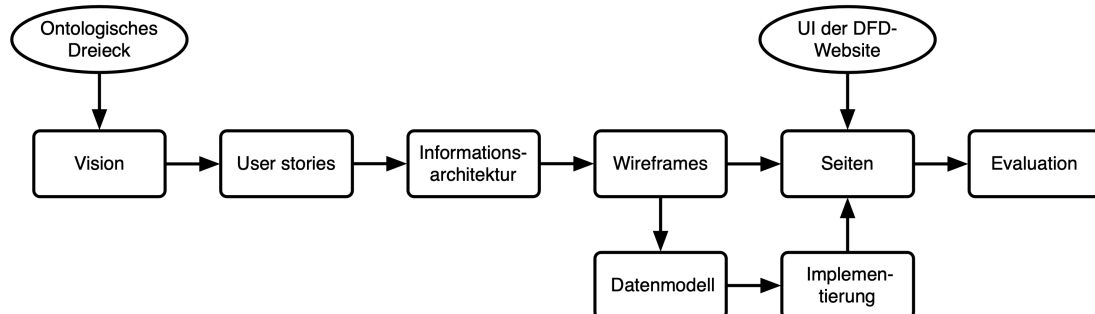 Ontologisches
Dreieck
UI der DFD-
Website
Vision
User stories
Informations-
architektur
Wireframes
Seiten
Evaluation
Datenmodell
Implemen-
tierung